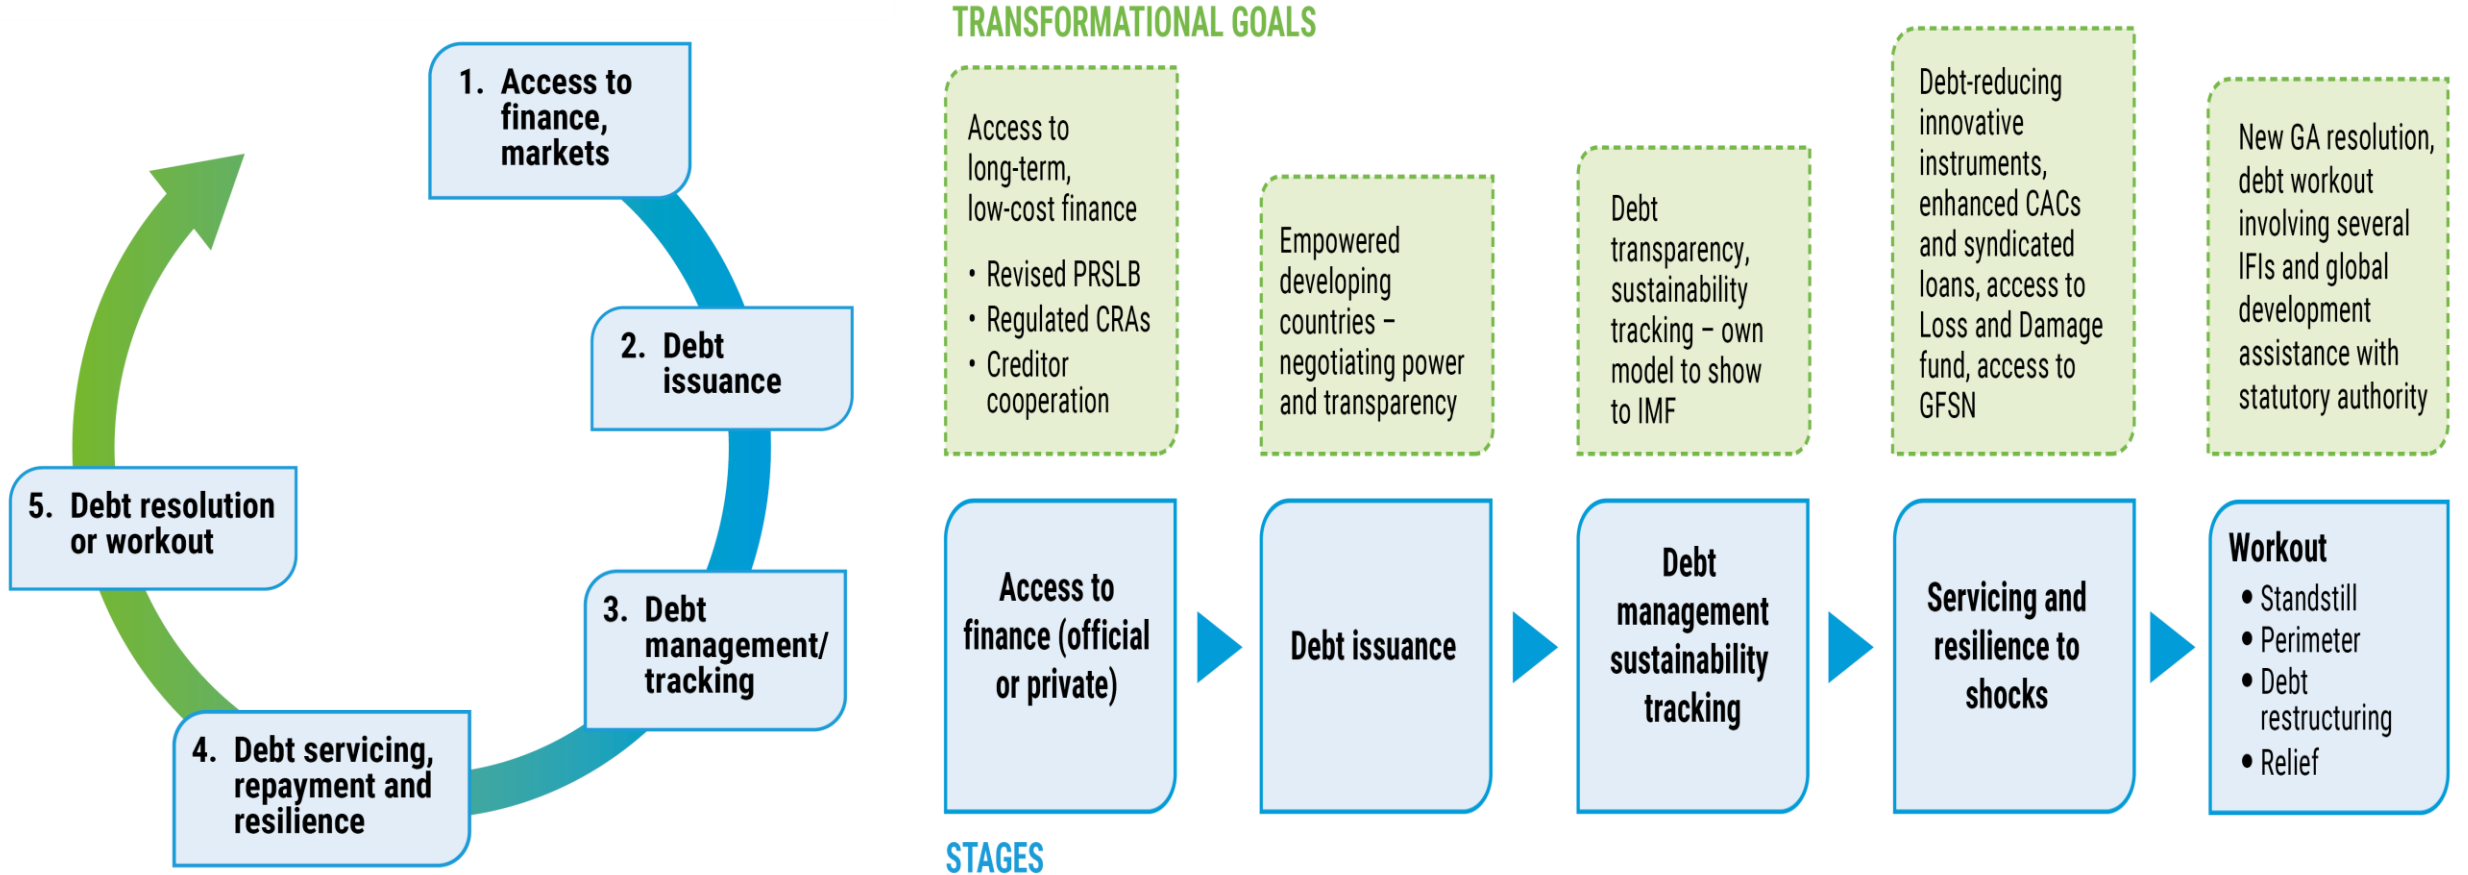 1. Access to
finance,
markets
2. Debt
issuance
3. Debt
management/
tracking
4. Debt servicing,
repayment and
resilience
5. Debt resolution
or workout
TRANSFORMATIONAL GOALS
Access to
long-term,
low-cost finance
• Revised PRSLB
• Regulated CRAs
• Creditor
cooperation
Empowered
developing
countries –
negotiating power
and transparency
Debt
transparency,
sustainability
tracking – own
model to show
to IMF
Debt-reducing
innovative
instruments,
enhanced CACs
and syndicated
loans, access to
Loss and Damage
fund, access to
GFSN
New GA resolution,
debt workout
involving several
IFIs and global
development
assistance with
statutory authority
Access to
finance (official
or private)
Debt issuance
Debt
management
sustainability
tracking
Servicing and
resilience to
shocks
Workout
• Standstill
• Perimeter
• Debt
restructuring
• Relief
STAGES